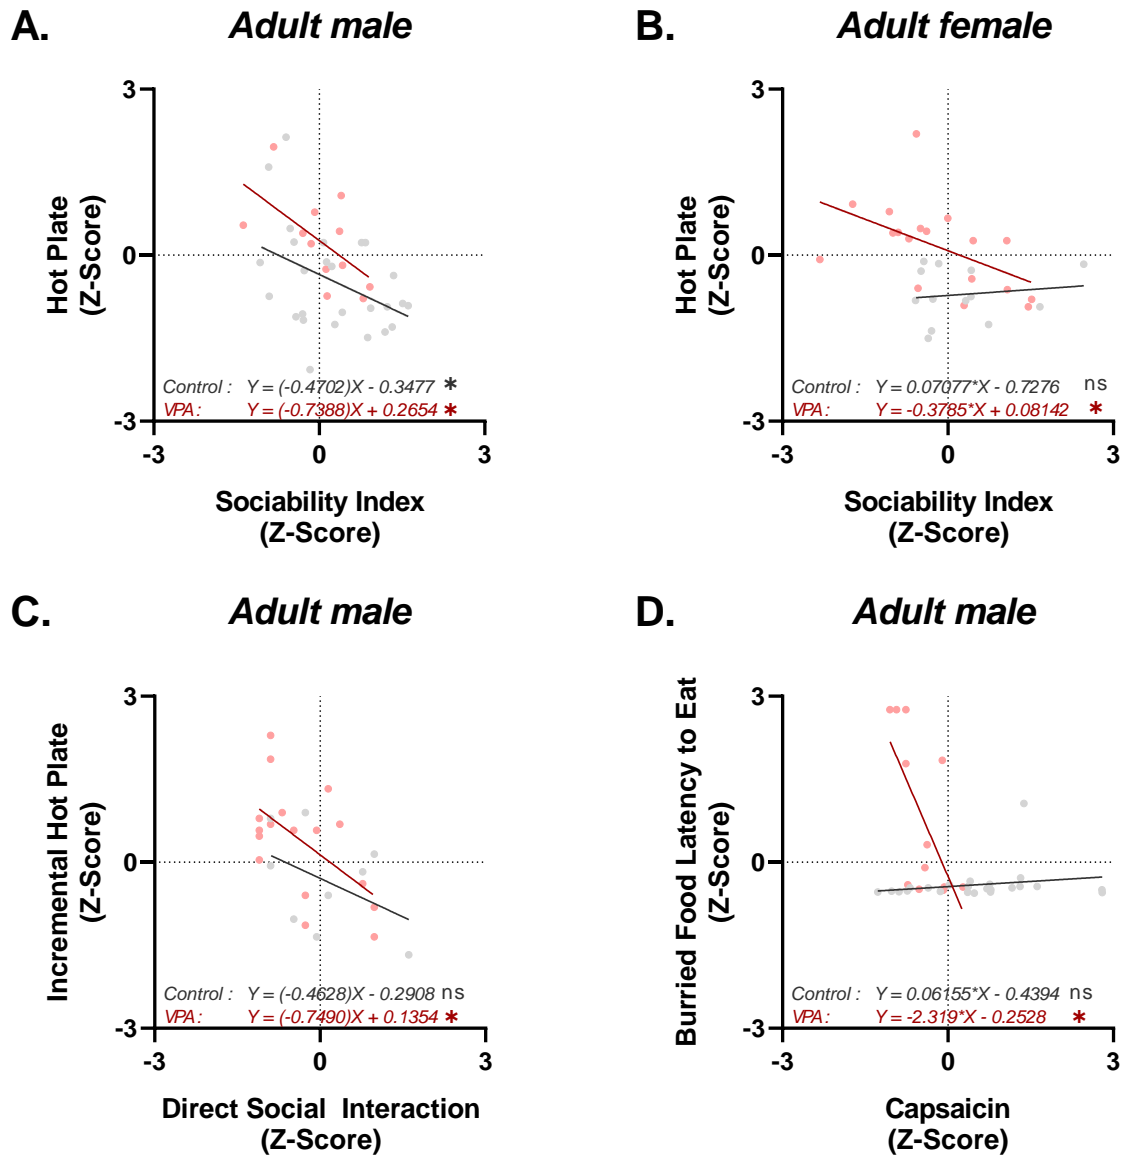 A. Adult male
3
0
-3
Hot Plate
(Z-Score)
Control : Y = (-0.4702)X - 0.3477 *
VPA : Y = (-0.7388)X + 0.2654 *
-3 0 3
Sociability Index
(Z-Score)
B. Adult female
3
0
-3
Hot Plate
(Z-Score)
Control : Y = 0.07077*X - 0.7276 ns
VPA : Y = -0.3785*X + 0.08142 *
-3 0 3
Sociability Index
(Z-Score)
C. Adult male
3
0
-3
Incremental Hot Plate
(Z-Score)
Control : Y = (-0.4628)X - 0.2908 ns
VPA : Y = (-0.7490)X + 0.1354 *
-3 0 3
Direct Social Interaction
(Z-Score)
D. Adult male
3
0
-3
Burried Food Latency to Eat
(Z-Score)
Control : Y = 0.06155*X - 0.4394 ns
VPA : Y = -2.319*X - 0.2528 *
-3 0 3
Capsaicin
(Z-Score)